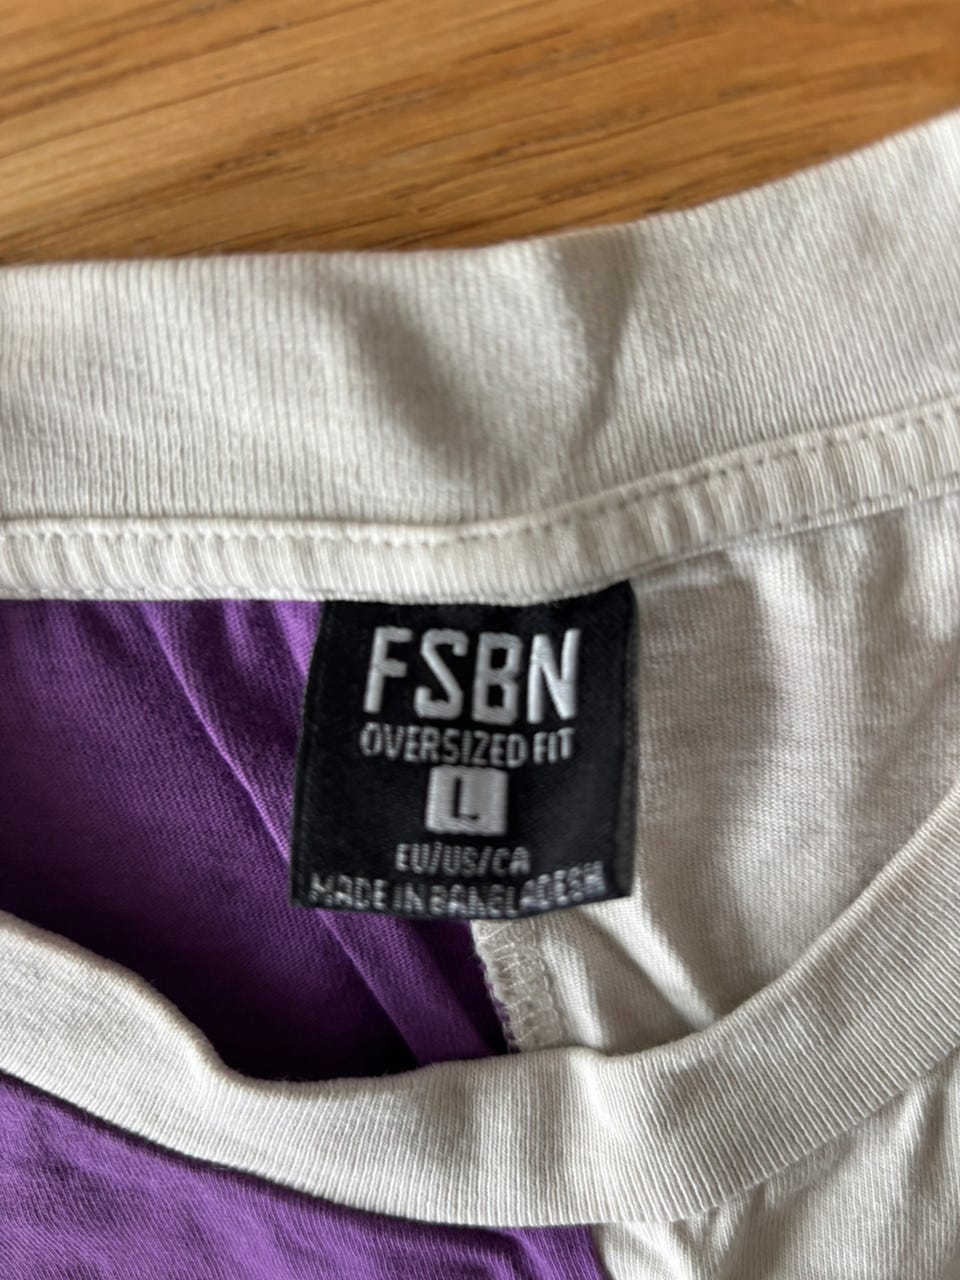 FSBN
OVERSIZED FIT
L
EU/US/CA
MADE IN BANGLADESH